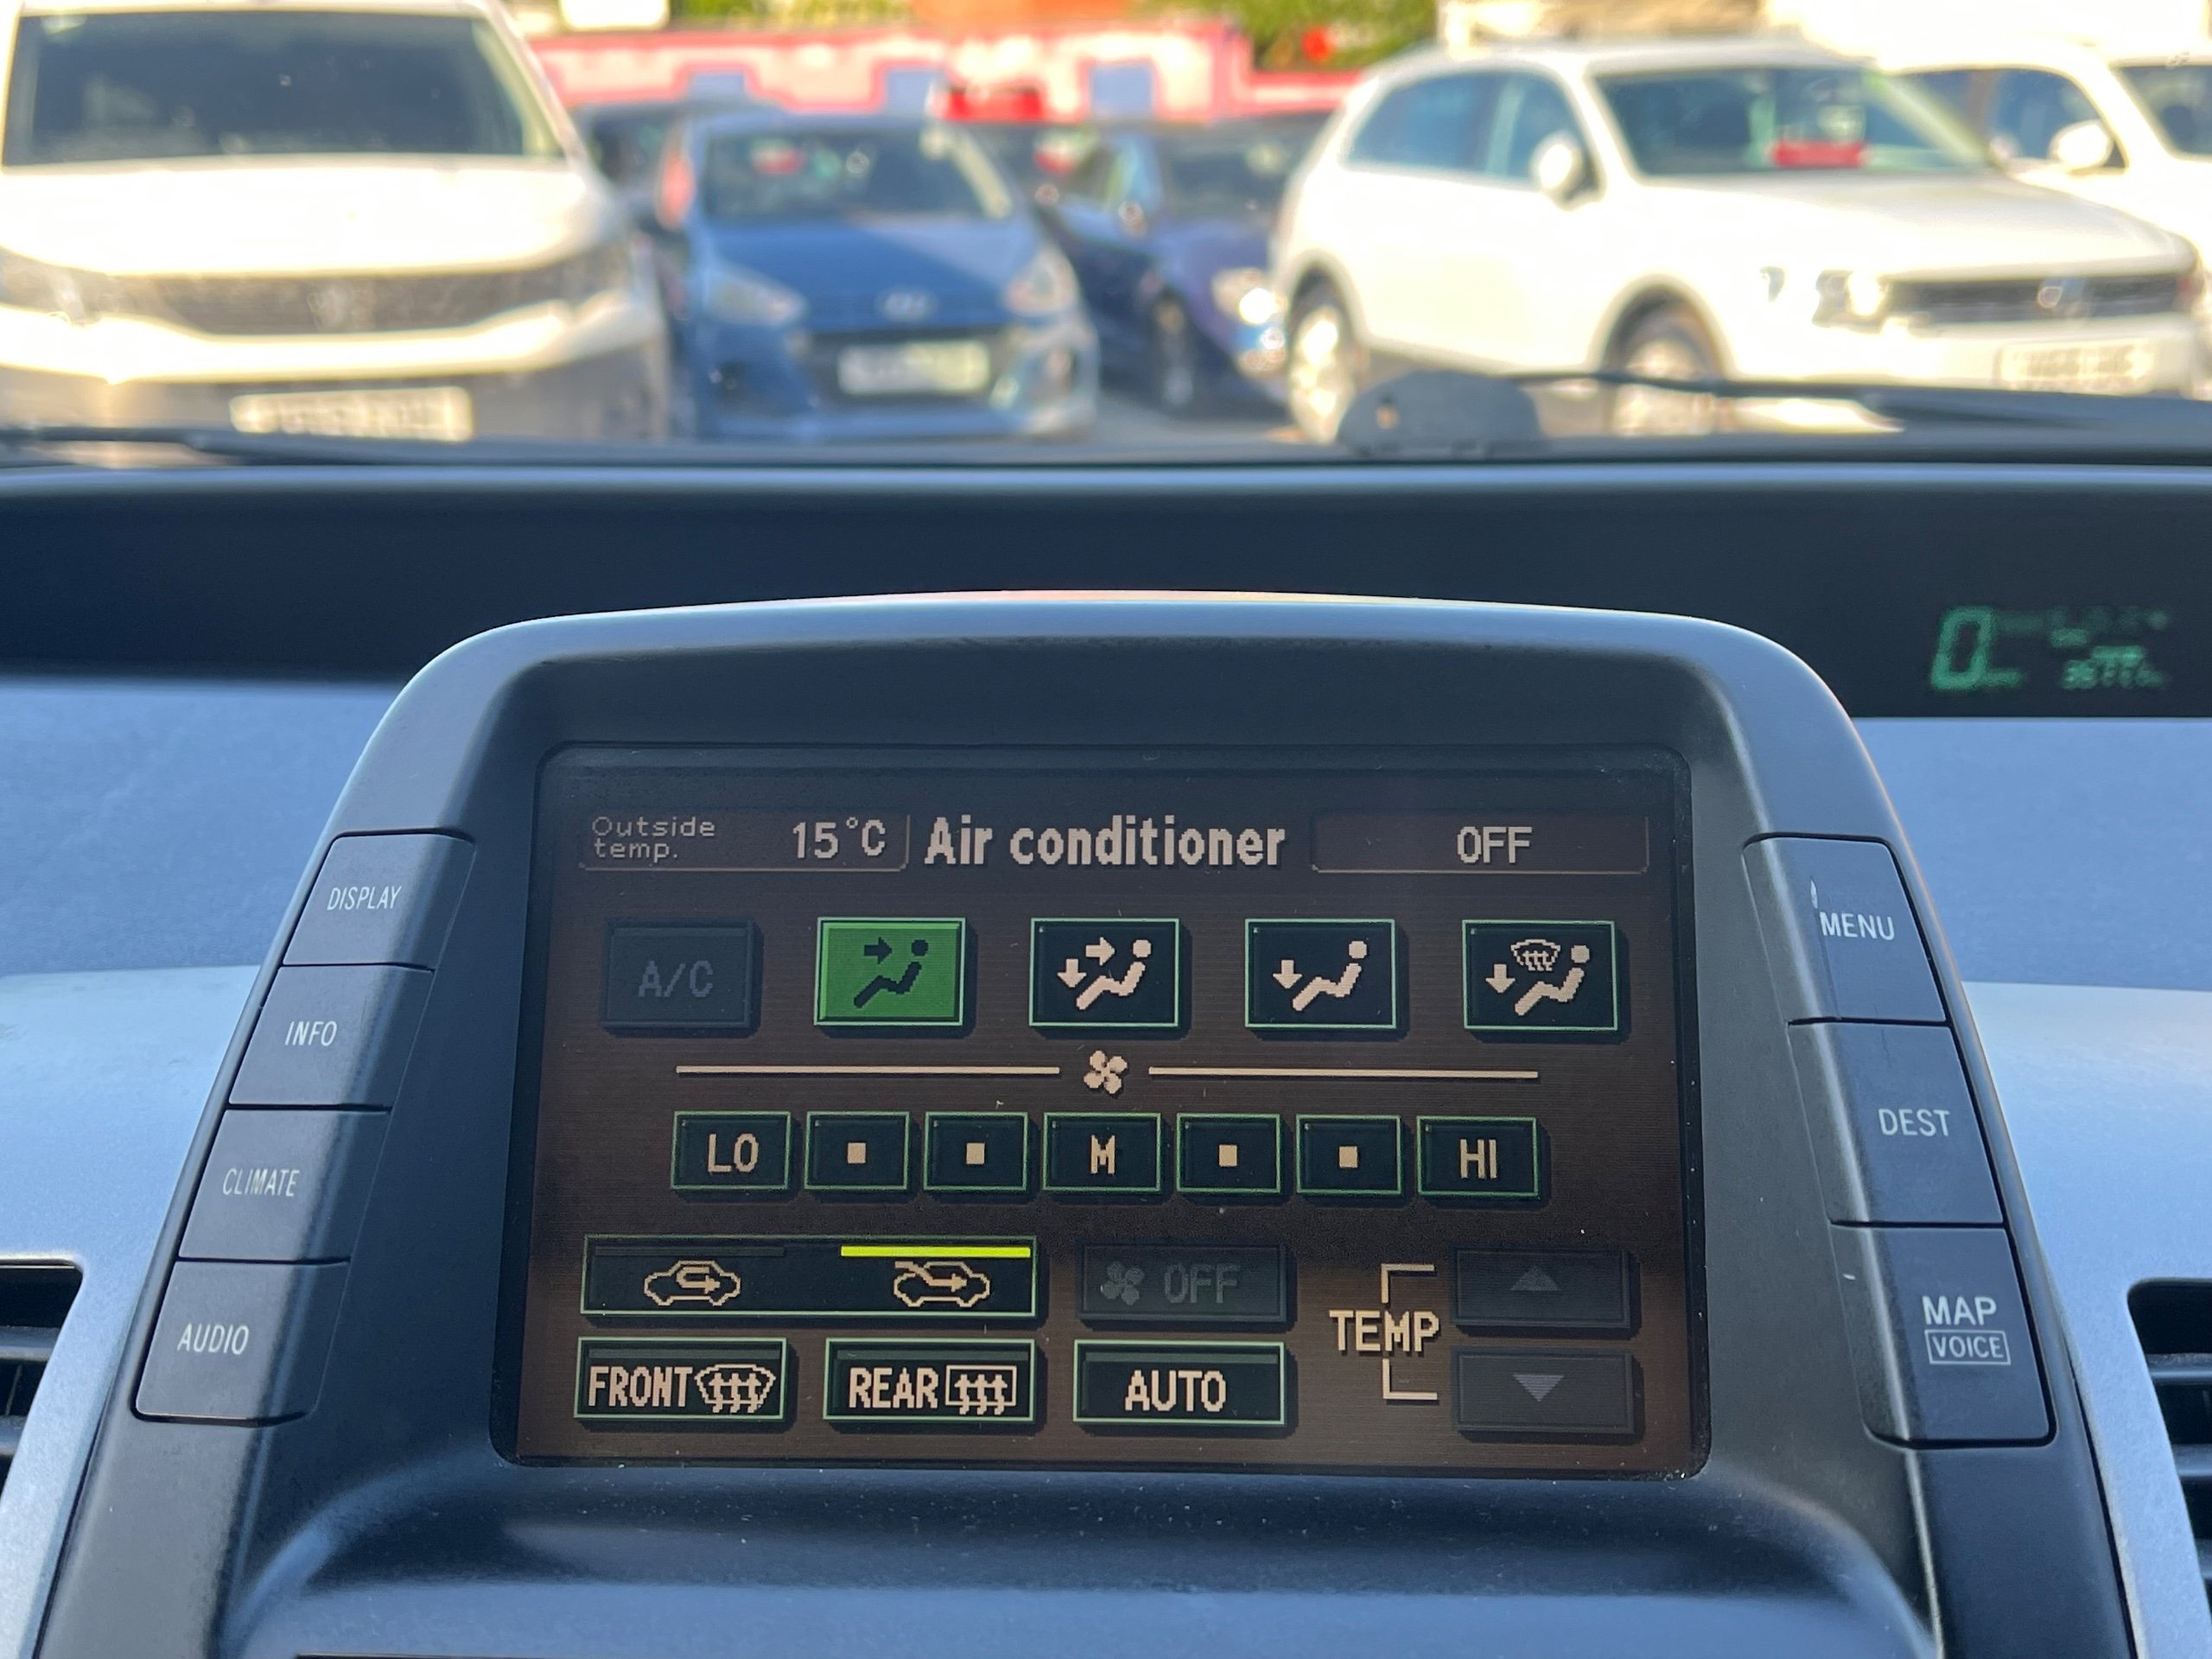 0
Outside
temp.
15°C
Air conditioner
OFF
A/C
LO
M
HI
OFF
TEMP
FRONT
REAR
AUTO
DISPLAY
INFO
CLIMATE
AUDIO
MENU
DEST
MAP
VOICE